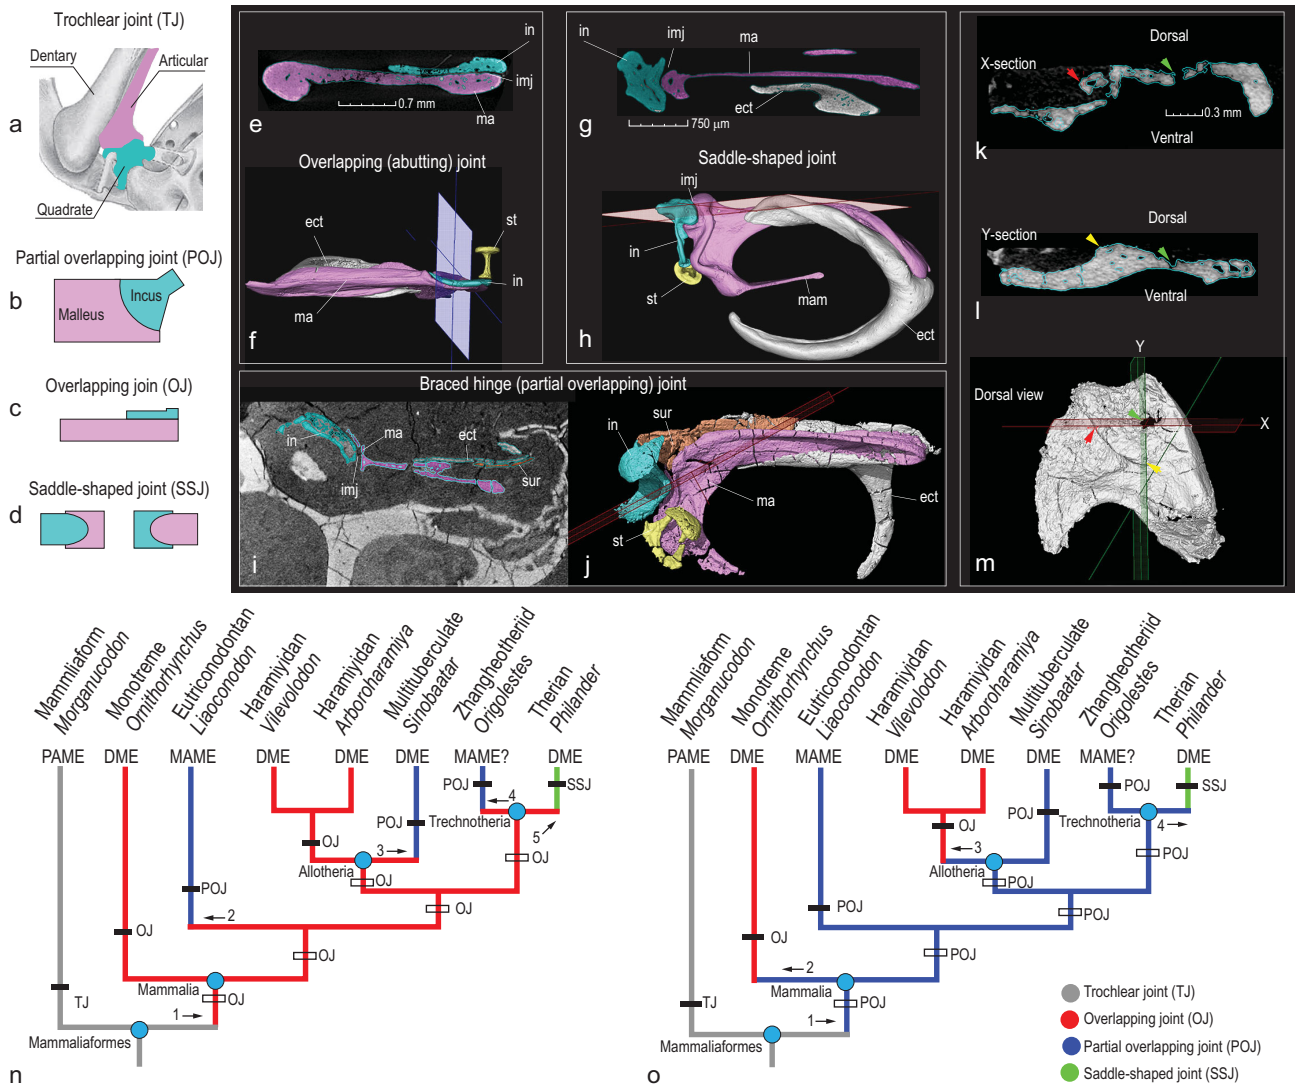 Trochlear joint (TJ)
Dentary
Articular
a
Quadrate
Partial overlapping joint (POJ)
b
Malleus
Incus
Overlapping join (OJ)
c
Saddle-shaped joint (SSJ)
d
in
imj
ma
0.7 mm
e
Overlapping (abutting) joint
ect
st
in
ma
f
in
imj
ma
ect
g
750 µm
Saddle-shaped joint
imj
in
st
mam
ect
h
Braced hinge (partial overlapping) joint
in
ma
ect
imj
sur
i
sur
in
ma
ect
st
j
Dorsal
X-section
0.3 mm
k
Ventral
Dorsal
Y-section
Ventral
l
Y
Dorsal view
X
m
Mammliaform
Morganucodon
Monotreme
Ornithorhynchus
Eutriconodontan
Liaoconodon
Haramiyidan
Vilevolodon
Haramiyidan
Arboroharamiya
Multituberculate
Sinobaatar
Zhangheotheriid
Origolestes
Therian
Philander
PAME
DME
MAME
DME
DME
DME
MAME?
DME
POJ
4
SSJ
Trechnotheria
5
POJ
3
OJ
OJ
Allotheria
OJ
POJ
2
OJ
OJ
OJ
Mammalia
OJ
TJ
1
Mammaliaformes
n
Mammliaform
Morganucodon
Monotreme
Ornithorhynchus
Eutriconodontan
Liaoconodon
Haramiyidan
Vilevolodon
Haramiyidan
Arboroharamiya
Multituberculate
Sinobaatar
Zhangheotheriid
Origolestes
Therian
Philander
PAME
DME
MAME
DME
DME
DME
MAME?
DME
POJ
SSJ
POJ
Trechnotheria
4
OJ
3
POJ
Allotheria
POJ
POJ
POJ
OJ
POJ
2
Mammalia
POJ
TJ
1
Mammaliaformes
o
Trochlear joint (TJ)
Overlapping joint (OJ)
Partial overlapping joint (POJ)
Saddle-shaped joint (SSJ)